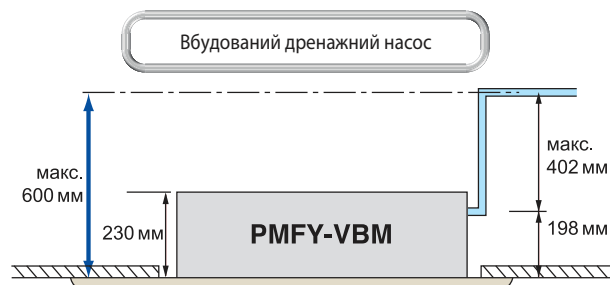 Вбудований дренажний насос
макс.
600 мм
230 мм
PMFY-VBM
макс.
402 мм
198 мм